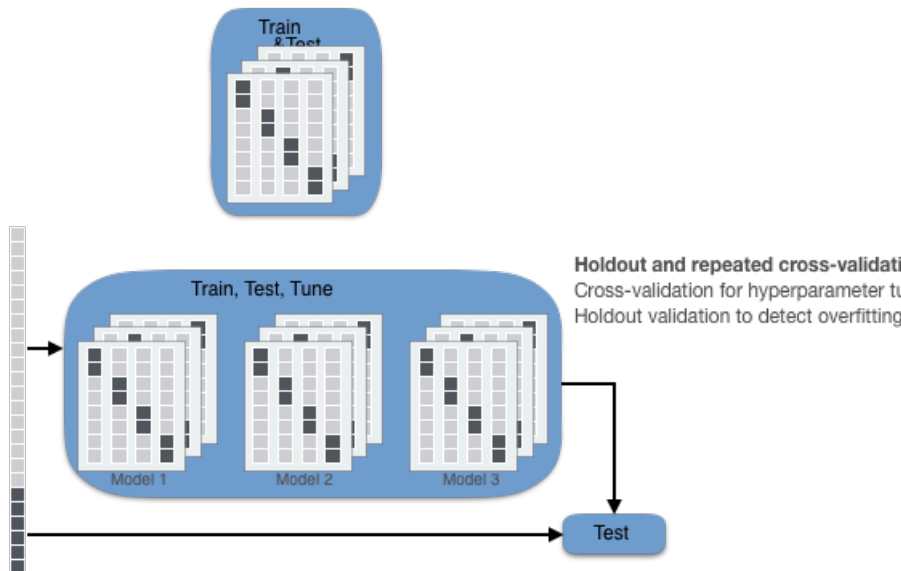 Train
&Test
Holdout and repeated cross-validati
Cross-validation for hyperparameter tu
Holdout validation to detect overfitting
Train, Test, Tune
Model 1
Model 2
Model 3
Test